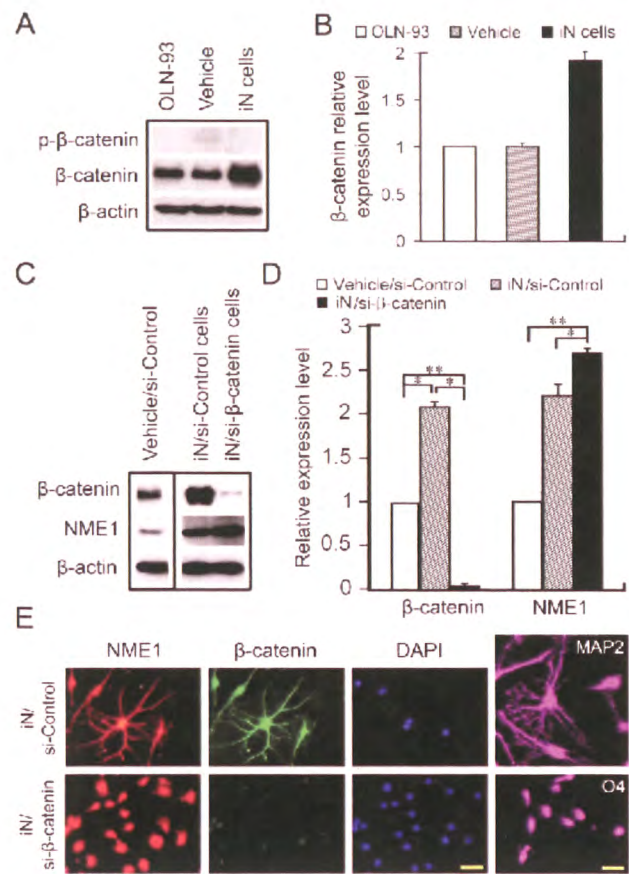 A
OLN-93
Vehicle
iN cells
p-β-catenin
β-catenin
β-actin
B
OLN-93 Vehicle iN cells
β-catenin relative
expression level
2
1.5
1
0.5
0
C
Vehicle/si-Control
iN/si-Control cells
iN/si-β-catenin cells
β-catenin
NME1
β-actin
D
Vehicle/si-Control iN/si-Control
iN/si-β-catenin
Relative expression level
3
2.5
2
1.5
1
0.5
0
** * *
** *
β-catenin NME1
E
NME1 β-catenin DAPI MAP2
iN/
si-Control
iN/
si-β-catenin
O4